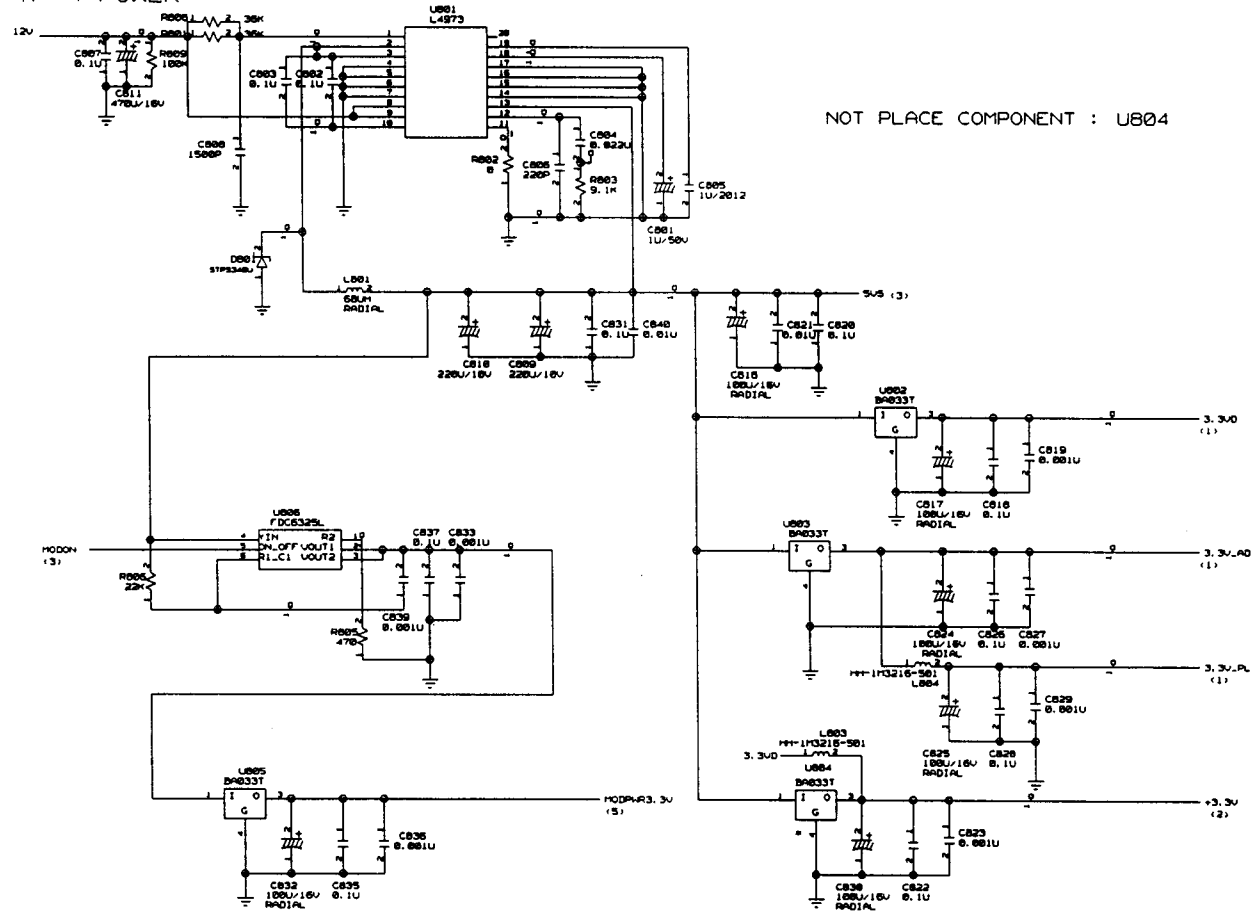 POWER
12V
C807
0.1U
C811
470U/16V
R809
100K
36K
36K
C808
1500P
C803
0.1U
C802
0.1U
U801
L4973
R802
0
C806
220P
C804
0.022U
R803
9.1K
C801
1U/50V
C805
1U/2012
NOT PLACE COMPONENT : U804
D801
L801
68UH
RADIAL
C810
220U/10V
C809
220U/10V
C831
0.1U
C840
0.01U
5VS (3)
C818
100U/16V
RADIAL
C821
0.01U
C820
0.1U
U802
BA033T
I O
G
3.3VD
(1)
C817
100U/16V
RADIAL
C816
0.1U
C819
0.001U
U806
FDC6325L
VIN R2
ON_OFF VOUT1
R1_C1 VOUT2
MODON
(3)
22K
R805
470
C839
0.001U
C837
0.1U
C833
0.001U
U803
BA033T
I O
G
3.3V_AD
(1)
C824
100U/16V
RADIAL
C826
0.1U
C827
0.001U
HH-1M3216-501
L804
3.3V_PL
(1)
C825
100U/16V
RADIAL
C828
0.1U
C829
0.001U
U805
BA033T
I O
G
MODPWR3.3V
(5)
C832
100U/16V
RADIAL
C835
0.1U
C836
0.001U
L803
HH-1M3216-501
3.3VD
U804
BA033T
I O
G
+3.3V
(2)
C830
100U/16V
RADIAL
C822
0.1U
C823
0.001U